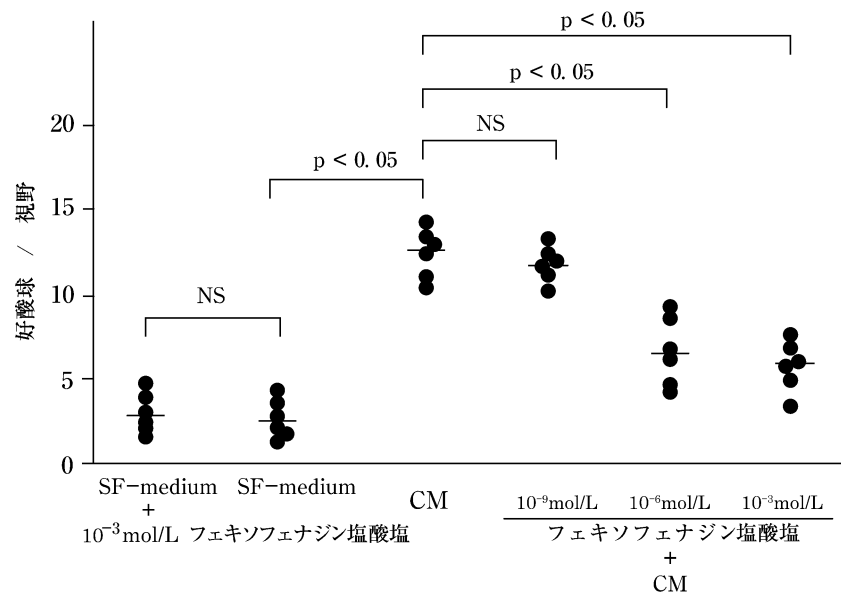 p < 0.05
p < 0.05
NS
p < 0.05
NS
20
15
10
5
0
好酸球 / 視野
SF−medium
+
10−3mol/L フェキソフェナジン塩酸塩
SF−medium
CM
10−9mol/L 10−6mol/L 10−3mol/L
フェキソフェナジン塩酸塩
+
CM